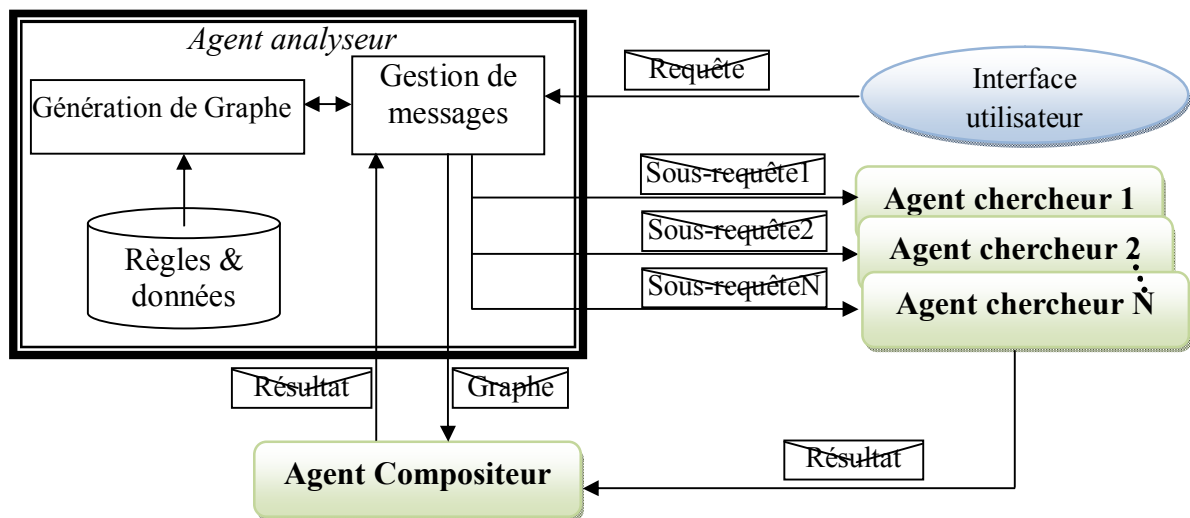 Agent analyseur
Génération de Graphe
Gestion de
messages
Règles &
données
Requête
Interface
utilisateur
Sous-requête1
Agent chercheur 1
Sous-requête2
Agent chercheur 2
Sous-requêteN
Agent chercheur N
Résultat
Graphe
Agent Compositeur
Résultat